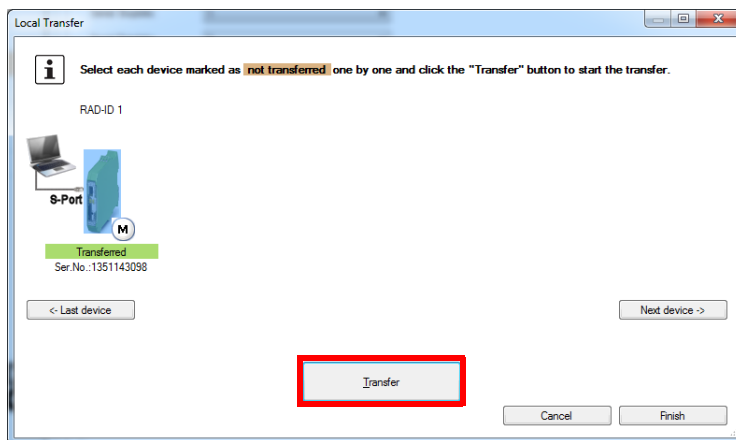 Local Transfer
i
Select each device marked as not transferred one by one and click the "Transfer" button to start the transfer.
RAD-ID 1
S-Port
M
Transferred
Ser.No.:1351143098
<- Last device
Next device ->
Transfer
Cancel
Finish